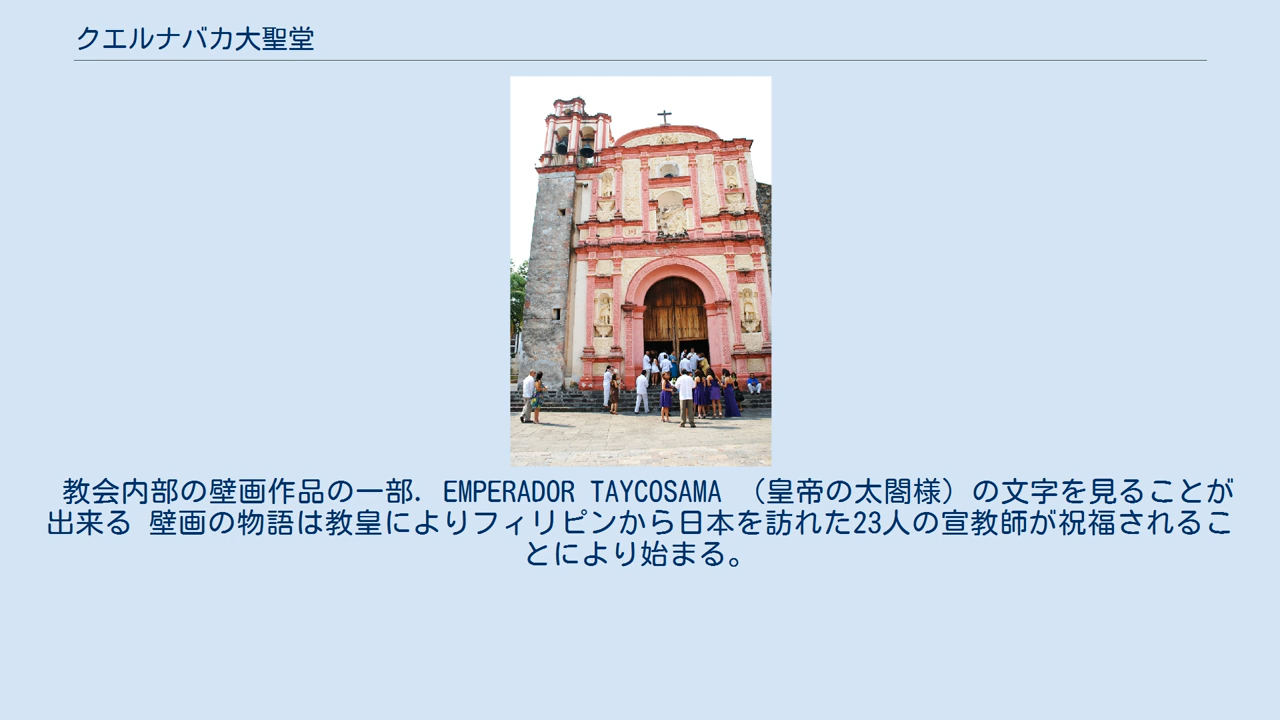 クエルナバカ大聖堂
教会内部の壁画作品の一部. EMPERADOR TAYCOSAMA （皇帝の太閤様）の文字を見ることが
出来る 壁画の物語は教皇によりフィリピンから日本を訪れた23人の宣教師が祝福されるこ
とにより始まる。